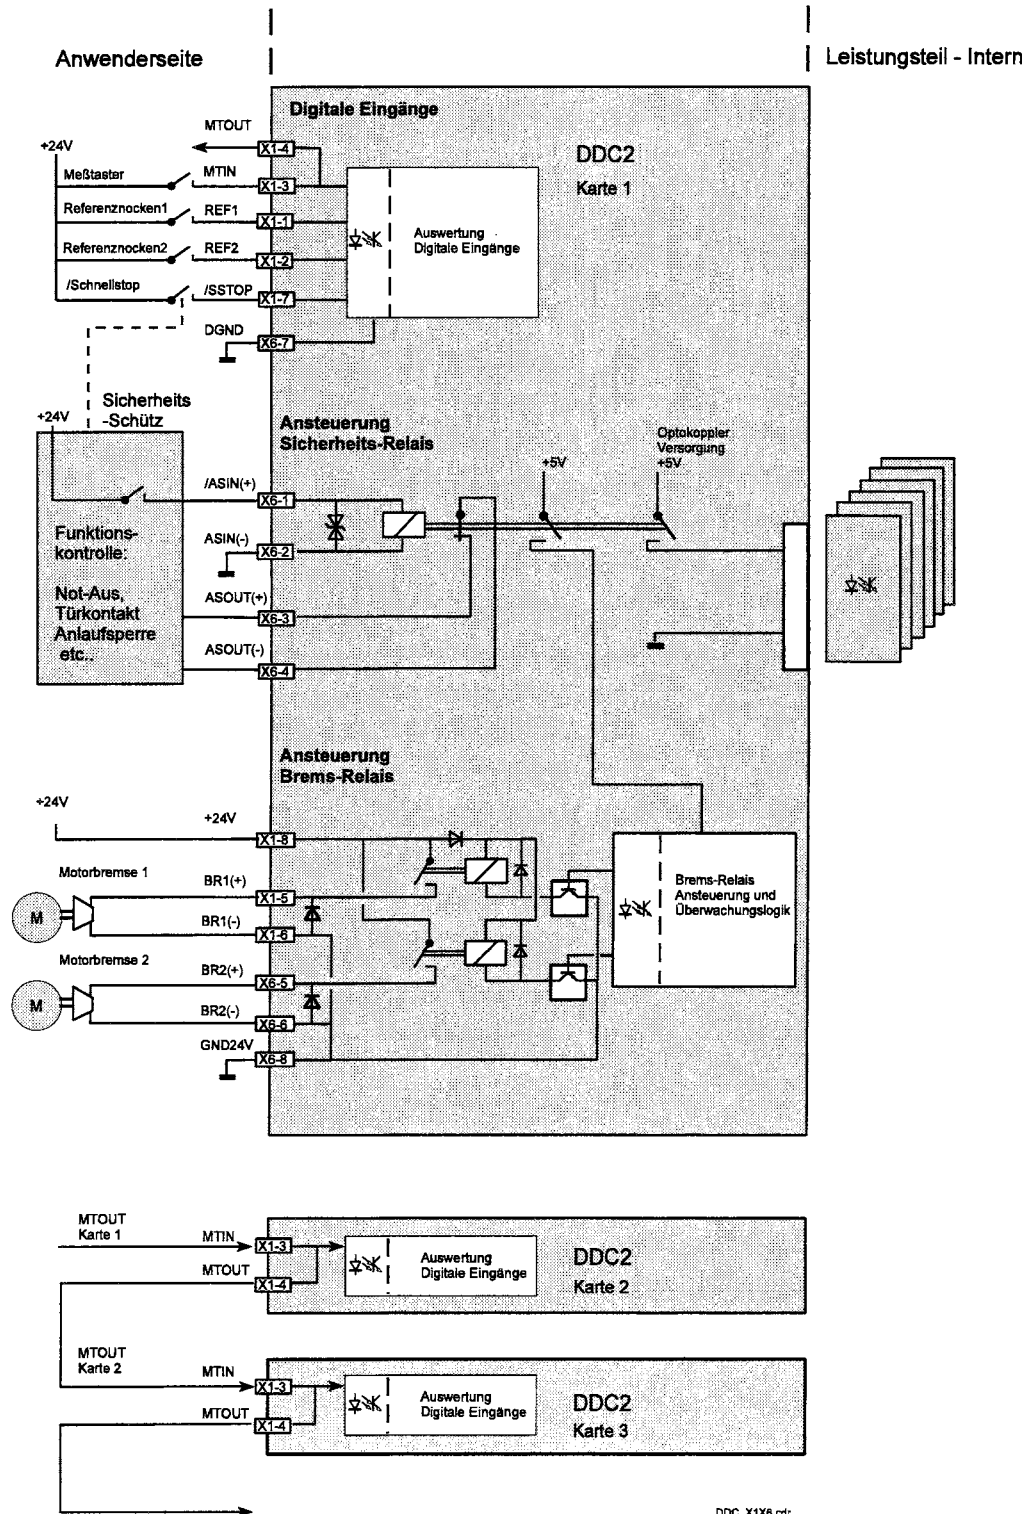 Anwenderseite
Leistungsteil - Intern
Digitale Eingänge
DDC2
Karte 1
+24V
MTOUT
X1-4
Meßtaster
MTIN
X1-3
Referenznocken1
REF1
X1-1
Referenznocken2
REF2
X1-2
/Schnellstop
/SSTOP
X1-7
DGND
X6-7
Auswertung
Digitale Eingänge
Sicherheits
-Schütz
+24V
Ansteuerung
Sicherheits-Relais
Optokoppler
Versorgung
+5V
+5V
/ASIN(+)
X6-1
ASIN(-)
X6-2
ASOUT(+)
X6-3
ASOUT(-)
X6-4
Funktions-
kontrolle:
Not-Aus,
Türkontakt
Anlaufsperre
etc..
Ansteuerung
Brems-Relais
+24V
+24V
X1-8
Motorbremse 1
M
BR1(+)
X1-5
BR1(-)
X1-6
Motorbremse 2
M
BR2(+)
X6-5
BR2(-)
X6-6
GND24V
X6-8
Brems-Relais
Ansteuerung und
Überwachungslogik
MTOUT
Karte 1
MTIN
X1-3
MTOUT
X1-4
Auswertung
Digitale Eingänge
DDC2
Karte 2
MTOUT
Karte 2
MTIN
X1-3
MTOUT
X1-4
Auswertung
Digitale Eingänge
DDC2
Karte 3
DDC_X1X6.cdr